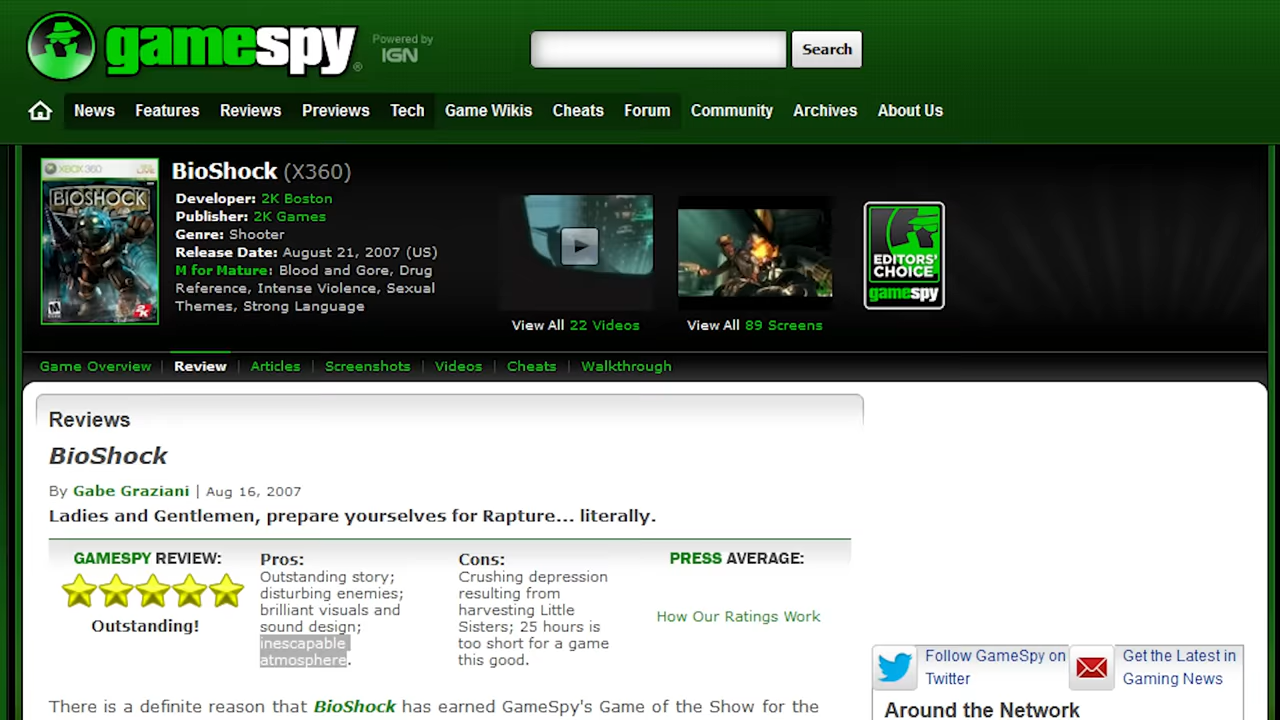 gamespy
Powered by
IGN
Search
News Features Reviews Previews Tech Game Wikis Cheats Forum Community Archives About Us
XBOX 360
BIOSHOCK
2K
BioShock (X360)
Developer: 2K Boston
Publisher: 2K Games
Genre: Shooter
Release Date: August 21, 2007 (US)
M for Mature: Blood and Gore, Drug
Reference, Intense Violence, Sexual
Themes, Strong Language
View All 22 Videos
View All 89 Screens
EDITORS'
CHOICE
gamespy
Game Overview | Review | Articles | Screenshots | Videos | Cheats | Walkthrough
Reviews
BioShock
By Gabe Graziani | Aug 16, 2007
Ladies and Gentlemen, prepare yourselves for Rapture... literally.
GAMESPY REVIEW:
Outstanding!
Pros:
Outstanding story;
disturbing enemies;
brilliant visuals and
sound design;
inescapable
atmosphere.
Cons:
Crushing depression
resulting from
harvesting Little
Sisters; 25 hours is
too short for a game
this good.
PRESS AVERAGE:
How Our Ratings Work
There is a definite reason that BioShock has earned GameSpy's Game of the Show for the
Follow GameSpy on
Twitter
Get the Latest in
Gaming News
Around the Network